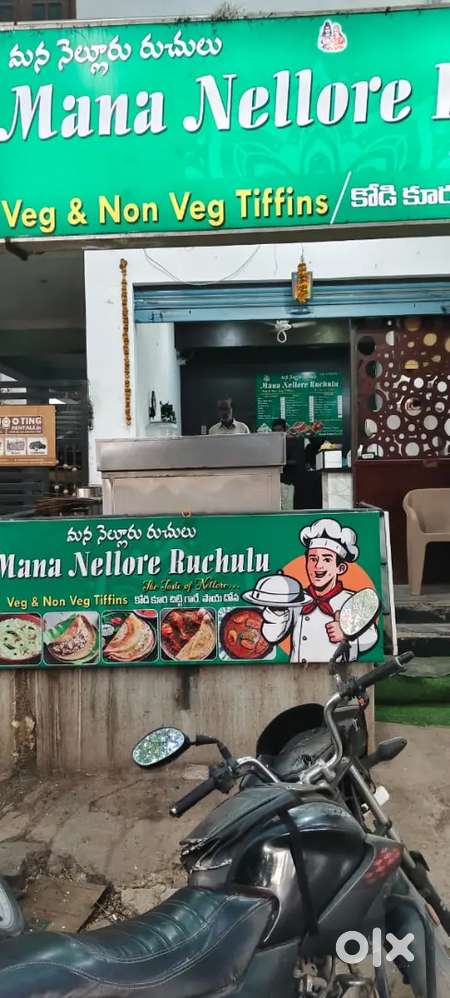 మన నెల్లూరు రుచులు
Mana Nellore
Veg & Non Veg Tiffins / కోడి కూర
Mana Nellore Ruchulu
OOTING
మన నెల్లూరు రుచులు
Mana Nellore Ruchulu
The Taste of Nellore...
Veg & Non Veg Tiffins కోడి కూర చిట్టి గారే పాయ దోస
olx